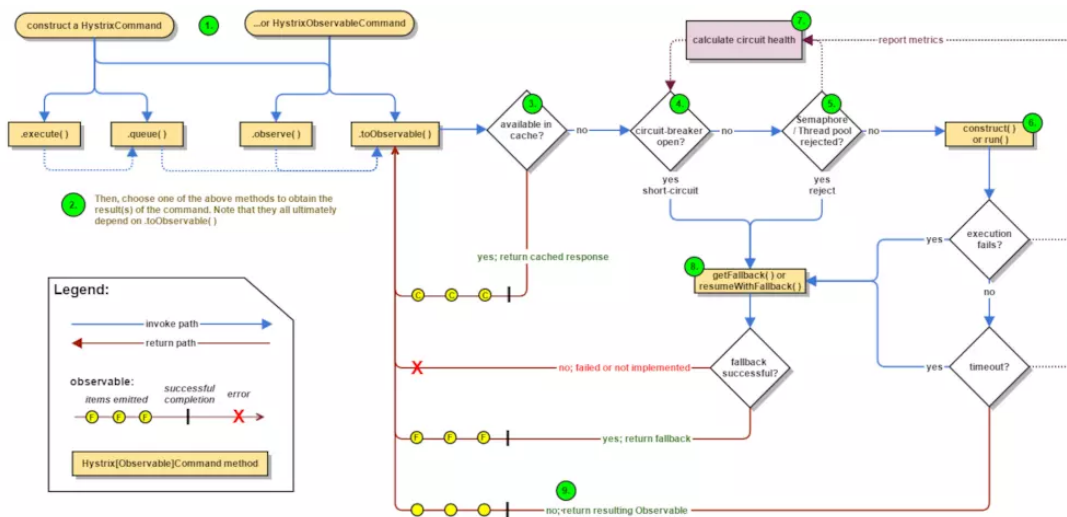 construct a HystrixCommand
1.
...or HystrixObservableCommand
7.
calculate circuit health
report metrics
.execute( )
.queue( )
.observe( )
.toObservable( )
3.
available in
cache?
no
4.
circuit-breaker
open?
no
5.
Semaphore
/ Thread pool
rejected?
no
6.
construct( )
or run( )
2.
Then, choose one of the above methods to obtain the
result(s) of the command. Note that they all ultimately
depend on .toObservable( )
yes
short-circuit
yes
reject
yes
execution
fails?
yes; return cached response
8.
getFallback( ) or
resumeWithFallback( )
no
C C C
Legend:
invoke path
return path
observable:
items emitted
successful
completion
error
F F F
X
Hystrix[Observable]Command method
X
no; failed or not implemented
fallback
successful?
yes
timeout?
F F F
yes; return fallback
9.
no; return resulting Observable